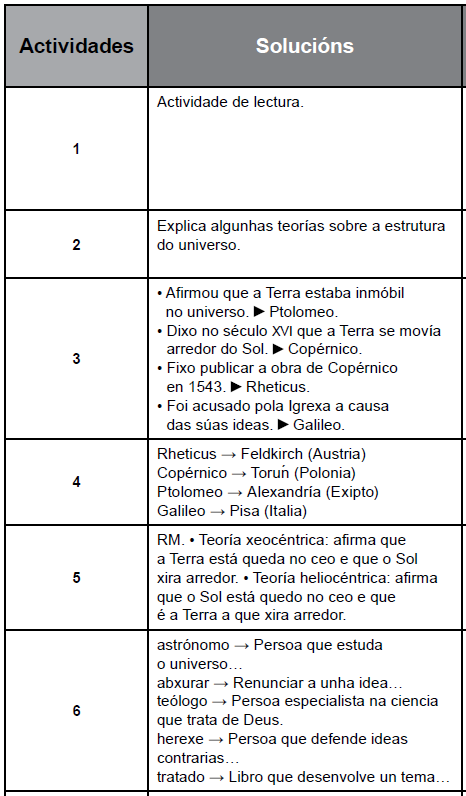 Actividades
Solucións
1
Actividade de lectura.
2
Explica algunhas teorías sobre a estrutura
do universo.
3
• Afirmou que a Terra estaba inmóbil
no universo. ► Ptolomeo.
• Dixo no século XVI que a Terra se movía
arredor do Sol. ► Copérnico.
• Fixo publicar a obra de Copérnico
en 1543. ► Rheticus.
• Foi acusado pola Igrexa a causa
das súas ideas. ► Galileo.
4
Rheticus → Feldkirch (Austria)
Copérnico → Toruń (Polonia)
Ptolomeo → Alexandría (Exipto)
Galileo → Pisa (Italia)
5
RM. • Teoría xeocéntrica: afirma que
a Terra está queda no ceo e que o Sol
xira arredor. • Teoría heliocéntrica: afirma
que o Sol está quedo no ceo e que
é a Terra a que xira arredor.
6
astrónomo → Persoa que estuda
o universo…
abxurar → Renunciar a unha idea…
teólogo → Persoa especialista na ciencia
que trata de Deus.
herexe → Persoa que defende ideas
contrarias…
tratado → Libro que desenvolve un tema…